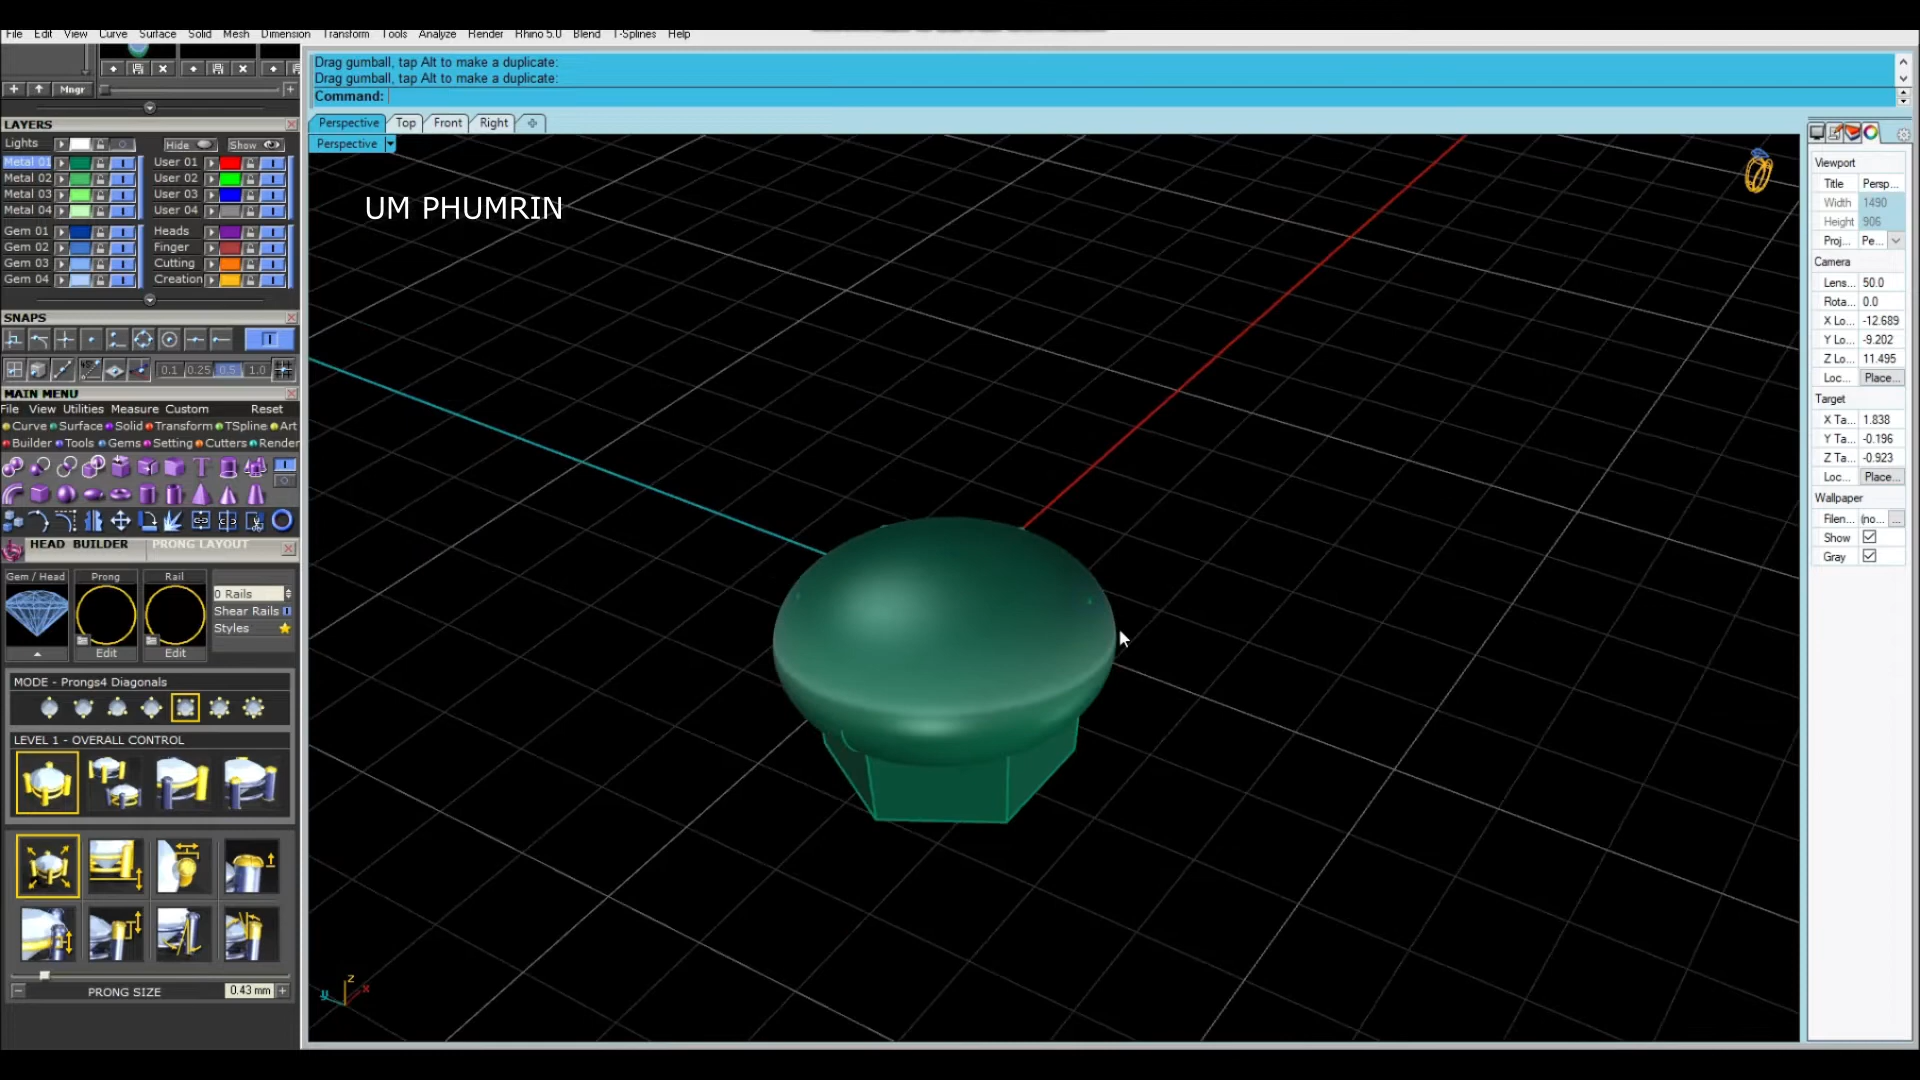 File Edit View Curve Surface Solid Mesh Dimension Transform Tools Analyze Render Rhino 5.0 Blend T-Splines Help
Drag gumball, tap Alt to make a duplicate:
Drag gumball, tap Alt to make a duplicate:
Command:
Perspective Top Front Right
Perspective
UM PHUMRIN
Mngr
LAYERS
Lights Hide Show
Metal 01 User 01
Metal 02 User 02
Metal 03 User 03
Metal 04 User 04
Gem 01 Heads
Gem 02 Finger
Gem 03 Cutting
Gem 04 Creation
SNAPS
0.1 0.25 0.5 1.0
MAIN MENU
File View Utilities Measure Custom Reset
Curve Surface Solid Transform TSpline Art
Builder Tools Gems Setting Cutters Render
HEAD BUILDER PRONG LAYOUT
Gem / Head Prong Rail
0 Rails
Shear Rails
Styles
Edit Edit
MODE - Prongs4 Diagonals
LEVEL 1 - OVERALL CONTROL
PRONG SIZE 0.43 mm
z
y x
Viewport
Title Persp...
Width 1490
Height 906
Proj... Pe...
Camera
Lens... 50.0
Rota... 0.0
X Lo... -12.689
Y Lo... -9.202
Z Lo... 11.495
Loc... Place...
Target
X Ta... 1.838
Y Ta... -0.196
Z Ta... -0.923
Loc... Place...
Wallpaper
Filen... (no... ...
Show
Gray